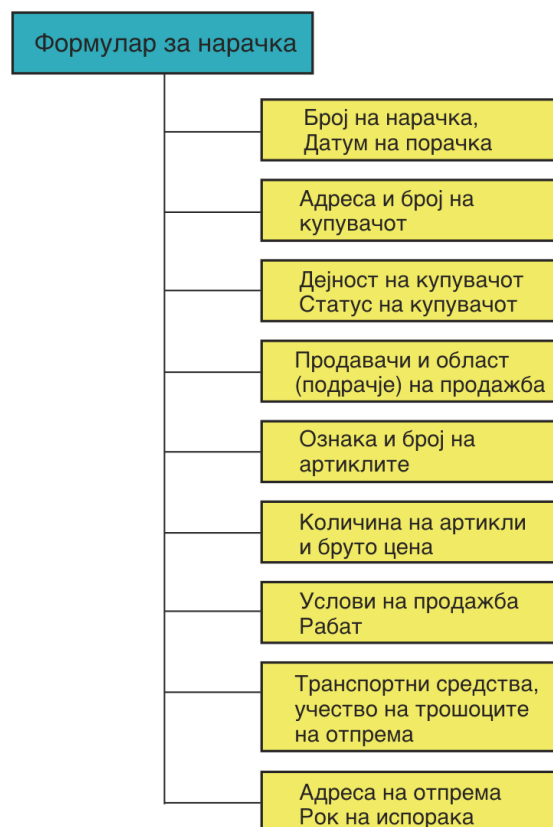 Формулар за нарачка
Број на нарачка,
Датум на порачка
Адреса и број на
купувачот
Дејност на купувачот
Статус на купувачот
Продавачи и област
(подрачје) на продажба
Ознака и број на
артиклите
Количина на артикли
и бруто цена
Услови на продажба
Рабат
Транспортни средства,
учество на трошоците
на отпрема
Адреса на отпрема
Рок на испорака